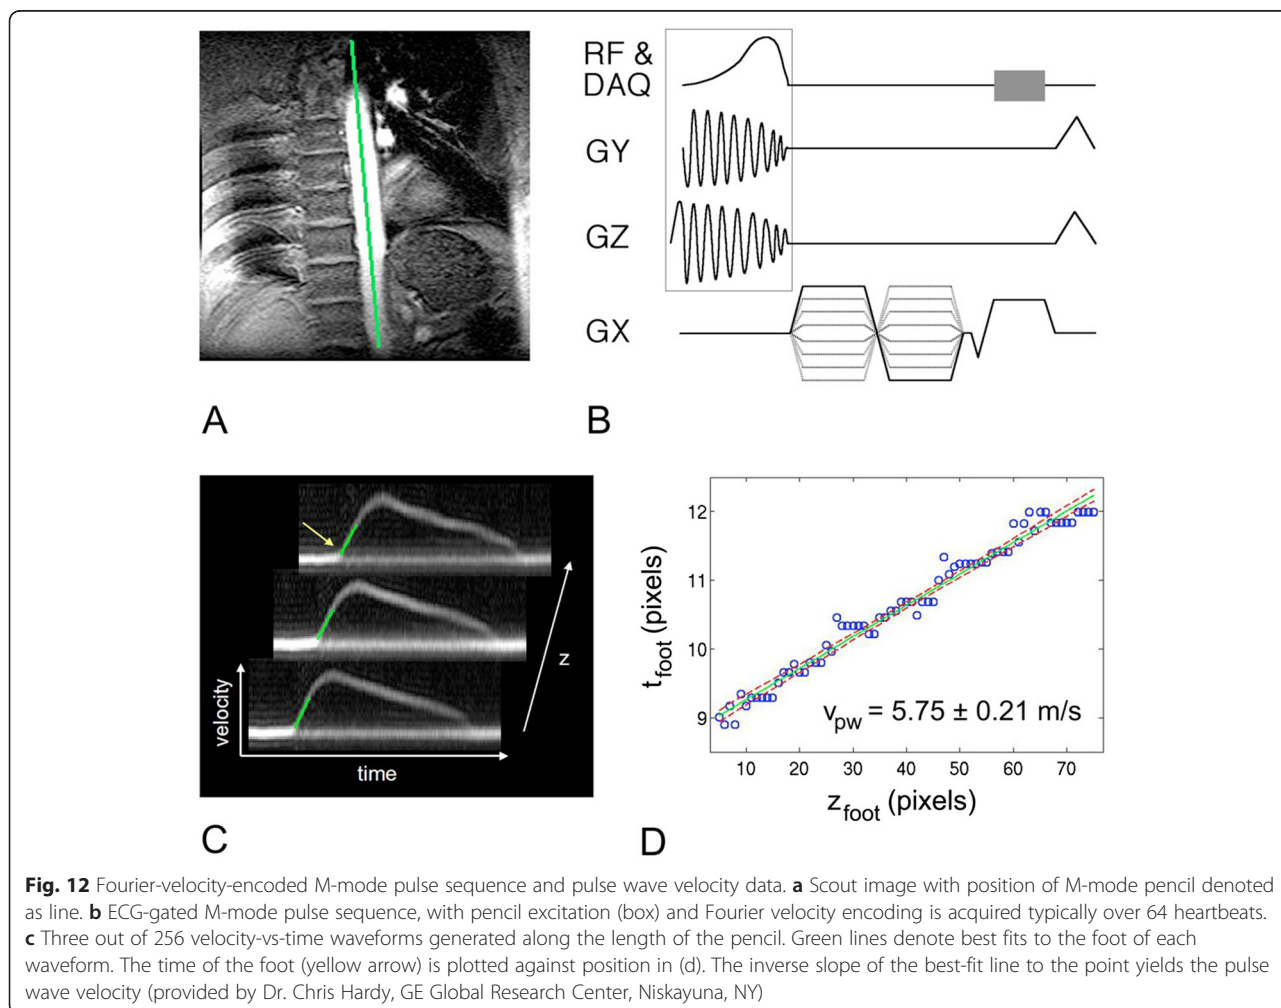 RF &
DAQ
GY
GZ
GX
A
B
velocity
time
z
12
11
10
9
t_foot (pixels)
v_pw = 5.75 ± 0.21 m/s
10 20 30 40 50 60 70
z_foot (pixels)
C
D
Fig. 12 Fourier-velocity-encoded M-mode pulse sequence and pulse wave velocity data. a Scout image with position of M-mode pencil denoted
as line. b ECG-gated M-mode pulse sequence, with pencil excitation (box) and Fourier velocity encoding is acquired typically over 64 heartbeats.
c Three out of 256 velocity-vs-time waveforms generated along the length of the pencil. Green lines denote best fits to the foot of each
waveform. The time of the foot (yellow arrow) is plotted against position in (d). The inverse slope of the best-fit line to the point yields the pulse
wave velocity (provided by Dr. Chris Hardy, GE Global Research Center, Niskayuna, NY)